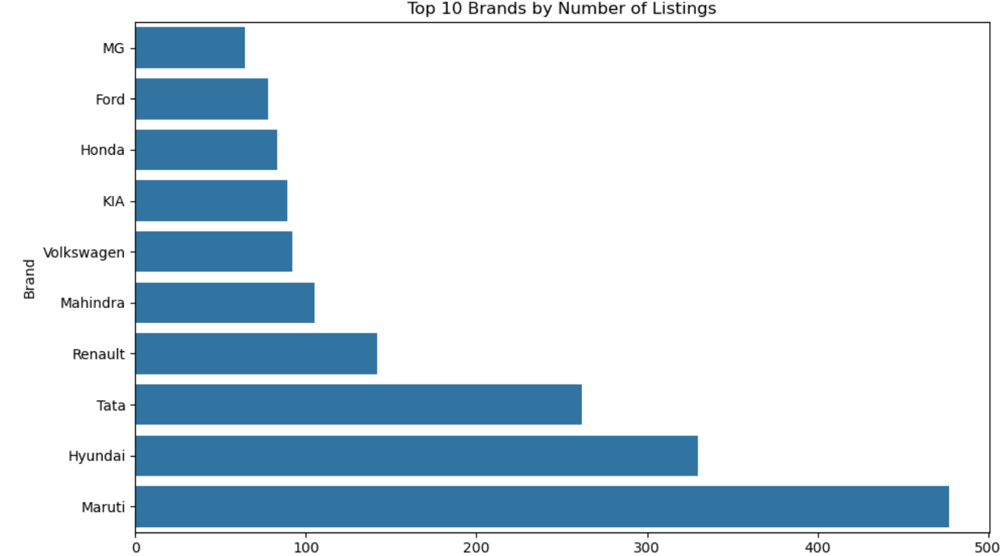 Top 10 Brands by Number of Listings
MG
Ford
Honda
KIA
Volkswagen
Brand
Mahindra
Renault
Tata
Hyundai
Maruti
0 100 200 300 400 500